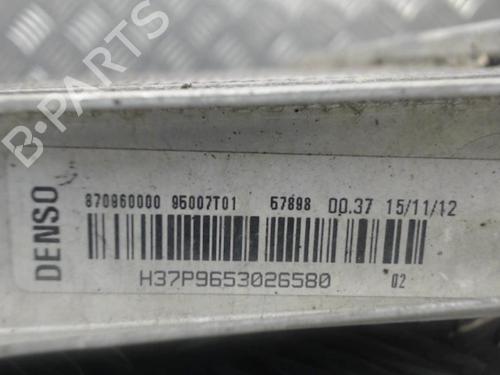 DENSO
870960000 95007T01 57898 00.37 15/11/12
H37P9653026580 02
B-PARTS